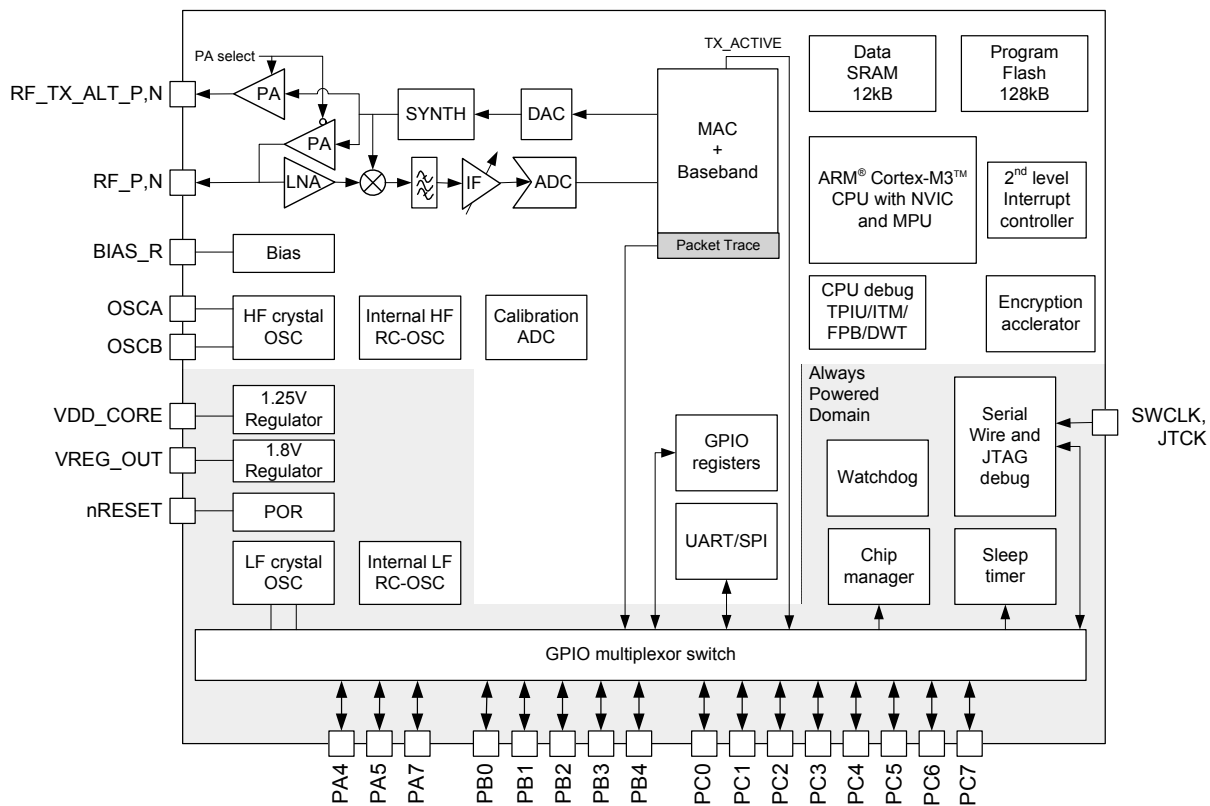 TX_ACTIVE
PA select
Data
SRAM
12kB
Program
Flash
128kB
RF_TX_ALT_P,N
PA
SYNTH
DAC
MAC
+
Baseband
PA
RF_P,N
LNA
IF
ADC
ARM® Cortex-M3™
CPU with NVIC
and MPU
2nd level
Interrupt
controller
Packet Trace
BIAS_R
Bias
OSCA
OSCB
HF crystal
OSC
Internal HF
RC-OSC
Calibration
ADC
CPU debug
TPIU/ITM/
FPB/DWT
Encryption
acclerator
Always
Powered
Domain
VDD_CORE
1.25V
Regulator
VREG_OUT
1.8V
Regulator
nRESET
POR
GPIO
registers
UART/SPI
Watchdog
Serial
Wire and
JTAG
debug
SWCLK,
JTCK
LF crystal
OSC
Internal LF
RC-OSC
Chip
manager
Sleep
timer
GPIO multiplexor switch
PA4
PA5
PA7
PB0
PB1
PB2
PB3
PB4
PC0
PC1
PC2
PC3
PC4
PC5
PC6
PC7